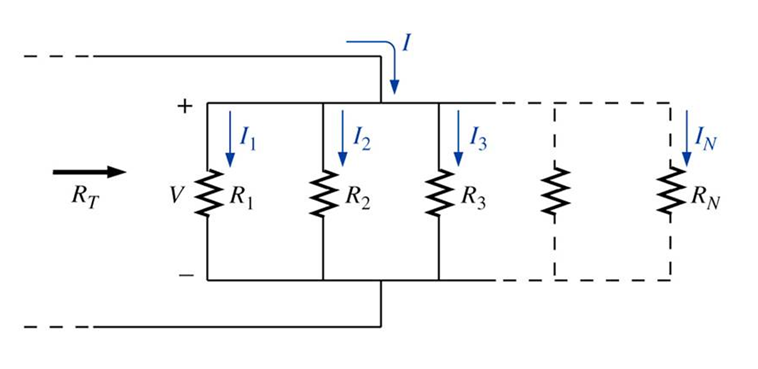 I
+
I1 I2 I3 IN
RT V R1 R2 R3 RN
−